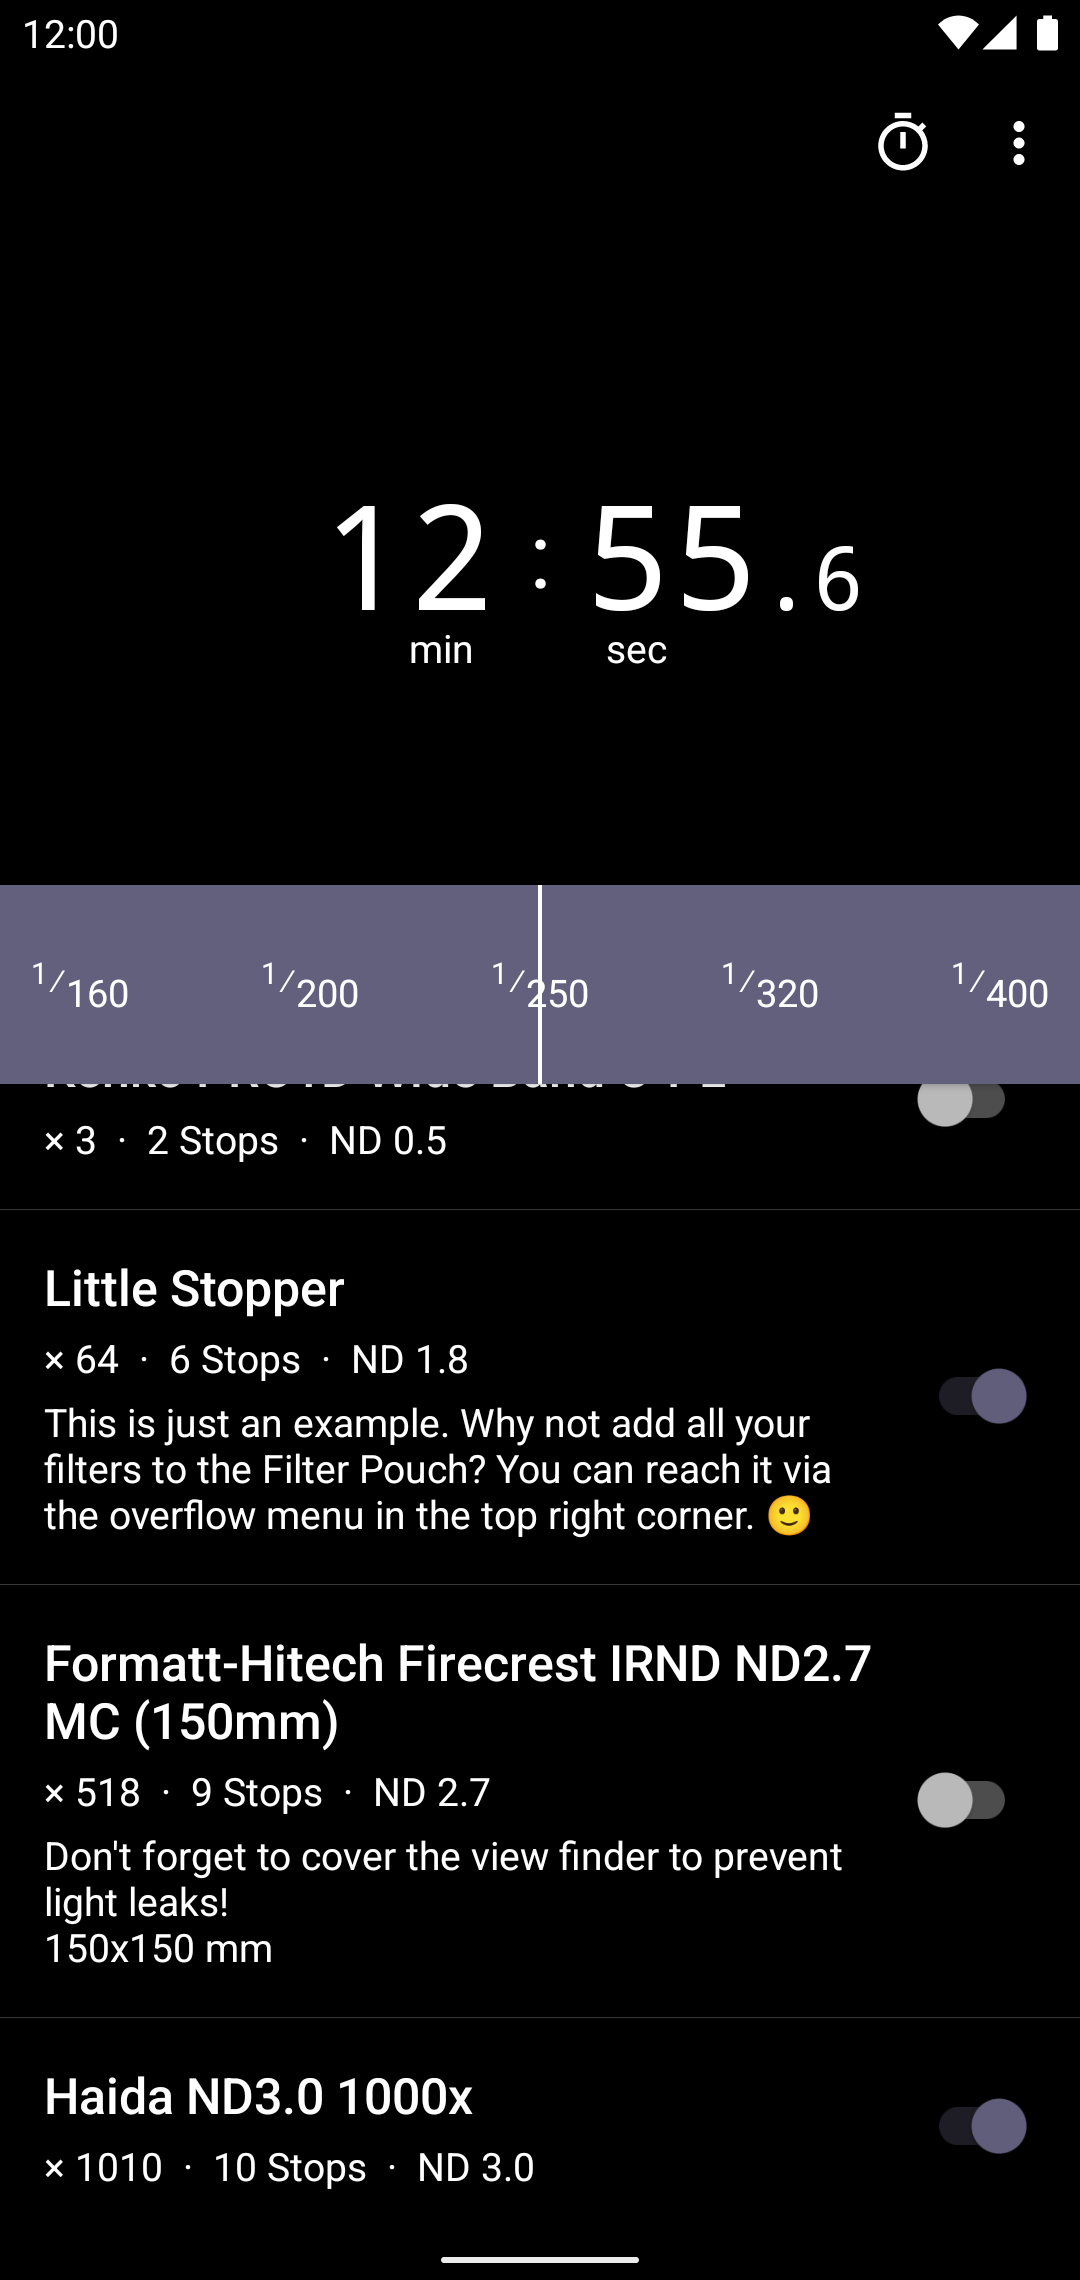 12:00
12 : 55 . 6
min sec
1/160 1/200 1/250 1/320 1/400
× 3 · 2 Stops · ND 0.5
Little Stopper
× 64 · 6 Stops · ND 1.8
This is just an example. Why not add all your
filters to the Filter Pouch? You can reach it via
the overflow menu in the top right corner. 🙂
Formatt-Hitech Firecrest IRND ND2.7
MC (150mm)
× 518 · 9 Stops · ND 2.7
Don't forget to cover the view finder to prevent
light leaks!
150x150 mm
Haida ND3.0 1000x
× 1010 · 10 Stops · ND 3.0